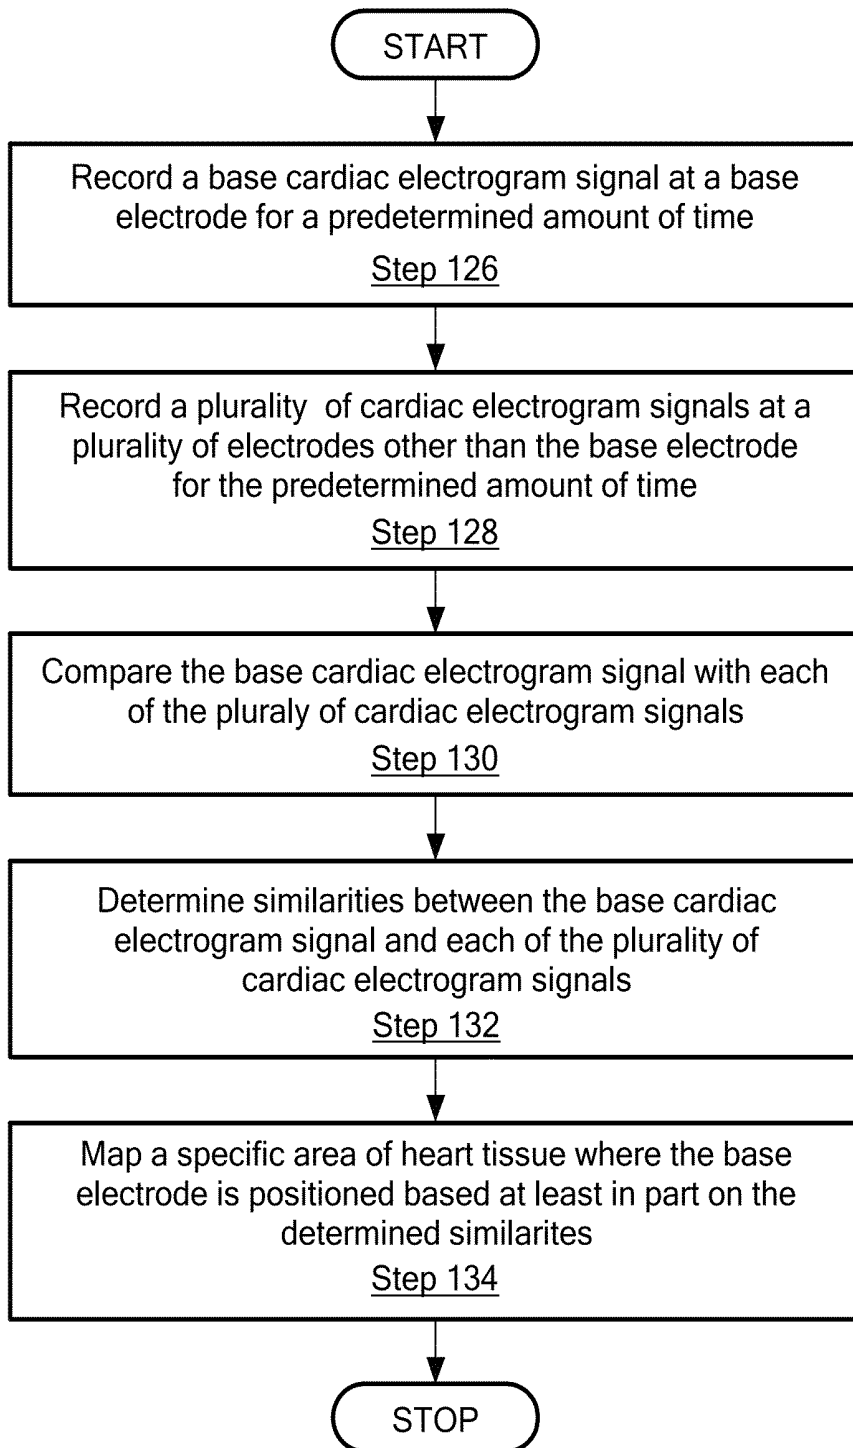 START
Record a base cardiac electrogram signal at a base
electrode for a predetermined amount of time
Step 126
Record a plurality of cardiac electrogram signals at a
plurality of electrodes other than the base electrode
for the predetermined amount of time
Step 128
Compare the base cardiac electrogram signal with each
of the pluraly of cardiac electrogram signals
Step 130
Determine similarities between the base cardiac
electrogram signal and each of the plurality of
cardiac electrogram signals
Step 132
Map a specific area of heart tissue where the base
electrode is positioned based at least in part on the
determined similarites
Step 134
STOP